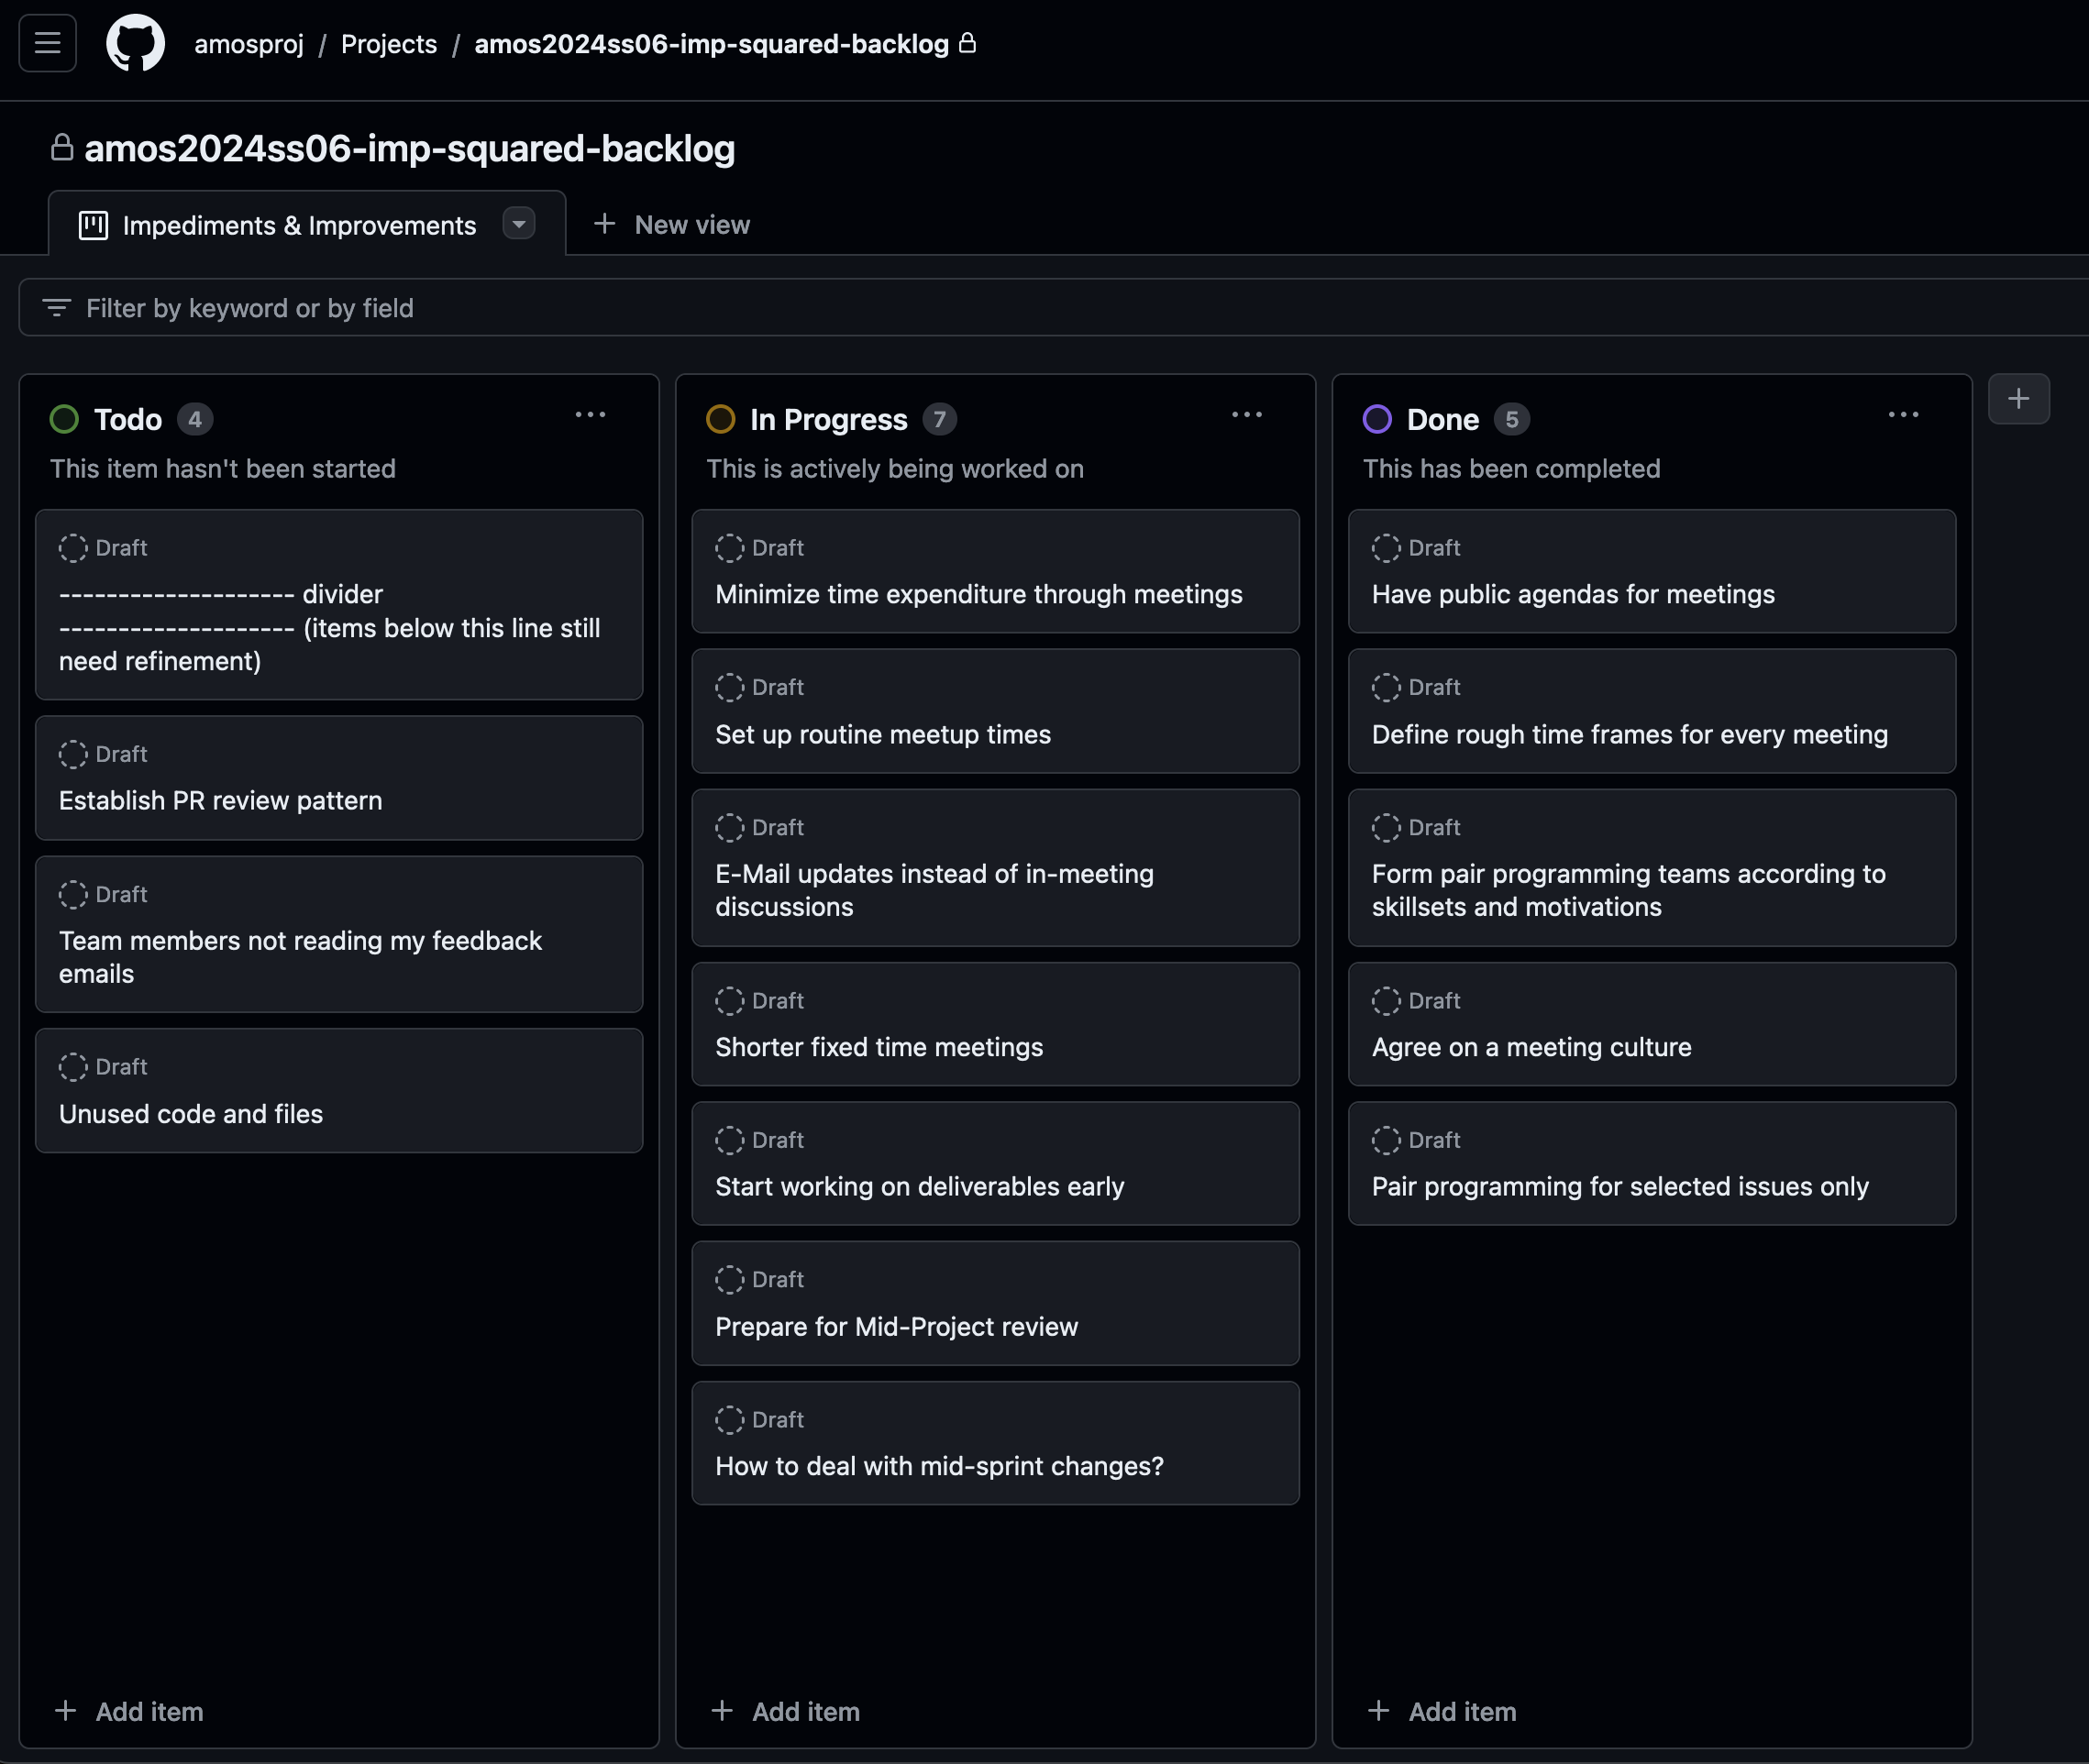 amosproj / Projects / amos2024ss06-imp-squared-backlog
amos2024ss06-imp-squared-backlog
Impediments & Improvements
New view
Filter by keyword or by field
Todo 4
This item hasn't been started
Draft
-------------------- divider
-------------------- (items below this line still
need refinement)
Draft
Establish PR review pattern
Draft
Team members not reading my feedback
emails
Draft
Unused code and files
Add item
In Progress 7
This is actively being worked on
Draft
Minimize time expenditure through meetings
Draft
Set up routine meetup times
Draft
E-Mail updates instead of in-meeting
discussions
Draft
Shorter fixed time meetings
Draft
Start working on deliverables early
Draft
Prepare for Mid-Project review
Draft
How to deal with mid-sprint changes?
Add item
Done 5
This has been completed
Draft
Have public agendas for meetings
Draft
Define rough time frames for every meeting
Draft
Form pair programming teams according to
skillsets and motivations
Draft
Agree on a meeting culture
Draft
Pair programming for selected issues only
Add item